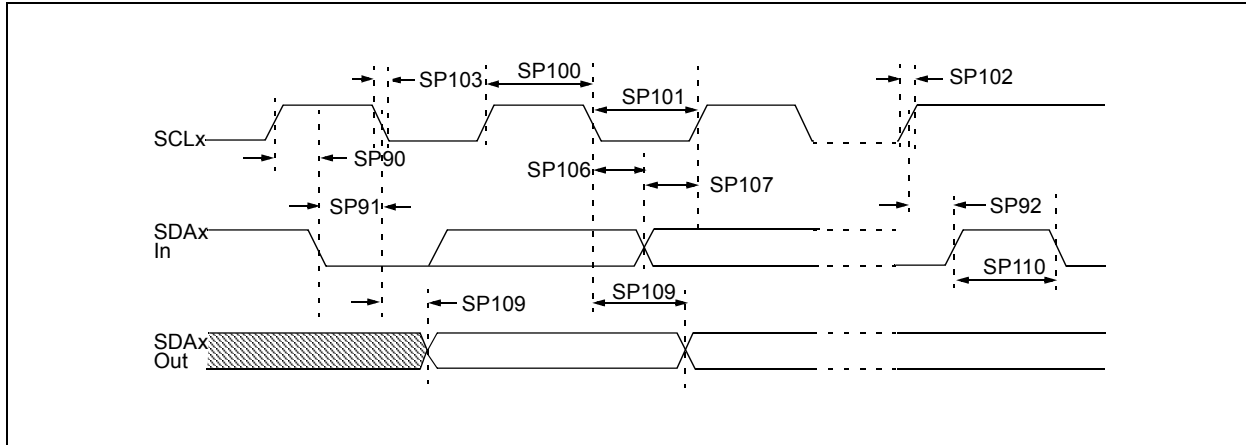 SP103
SP100
SP102
SP101
SCLx
SP90
SP106
SP107
SP91
SP92
SDAx
In
SP110
SP109
SP109
SDAx
Out